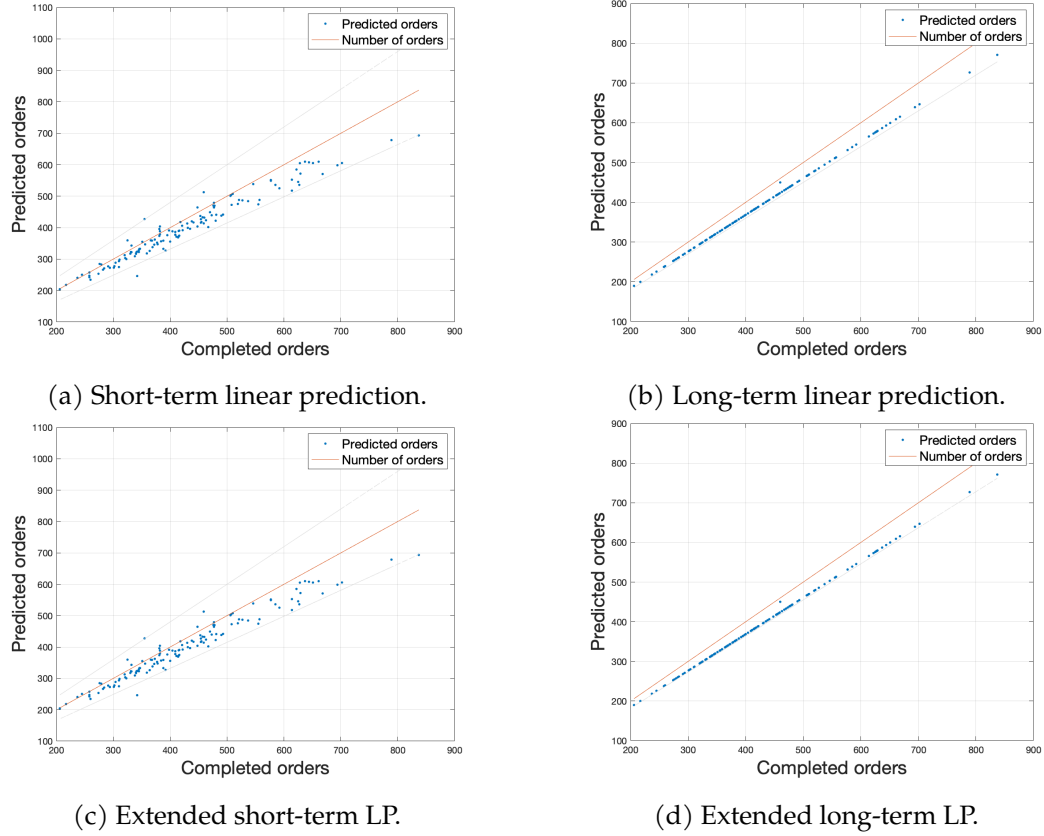 1100
1000
900
800
700
600
500
400
300
200
100
Predicted orders
Predicted orders
Number of orders
200 300 400 500 600 700 800 900
Completed orders
(a) Short-term linear prediction.
900
800
700
600
500
400
300
200
100
Predicted orders
Predicted orders
Number of orders
200 300 400 500 600 700 800 900
Completed orders
(b) Long-term linear prediction.
1100
1000
900
800
700
600
500
400
300
200
100
Predicted orders
Predicted orders
Number of orders
200 300 400 500 600 700 800 900
Completed orders
(c) Extended short-term LP.
900
800
700
600
500
400
300
200
100
Predicted orders
Predicted orders
Number of orders
200 300 400 500 600 700 800 900
Completed orders
(d) Extended long-term LP.